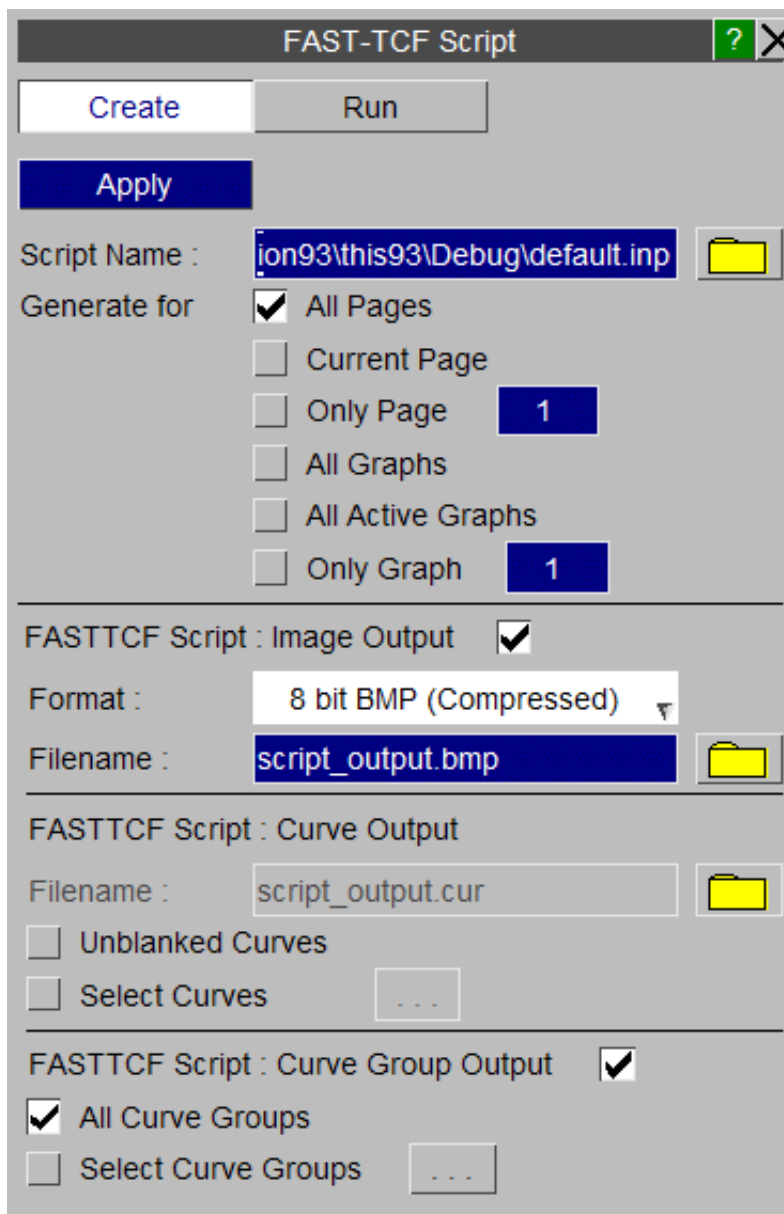 FAST-TCF Script ?
Create Run
Apply
Script Name : ion93\this93\Debug\default.inp
Generate for All Pages
Current Page
Only Page 1
All Graphs
All Active Graphs
Only Graph 1
FASTTCF Script : Image Output
Format : 8 bit BMP (Compressed)
Filename : script_output.bmp
FASTTCF Script : Curve Output
Filename : script_output.cur
Unblanked Curves
Select Curves . . .
FASTTCF Script : Curve Group Output
All Curve Groups
Select Curve Groups . . .